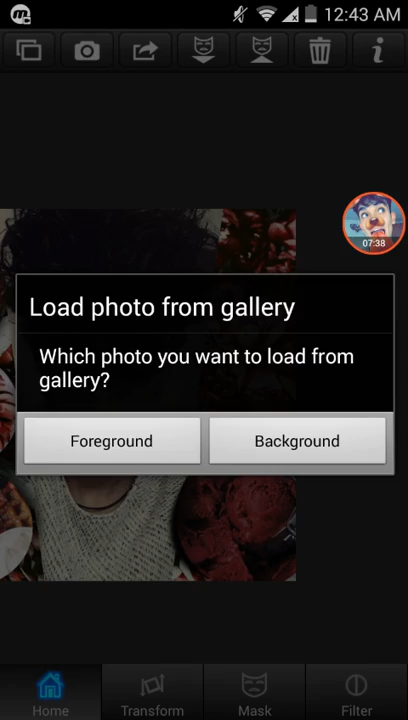 12:43 AM
07:38
Load photo from gallery
Which photo you want to load from
gallery?
Foreground Background
Home Transform Mask Filter